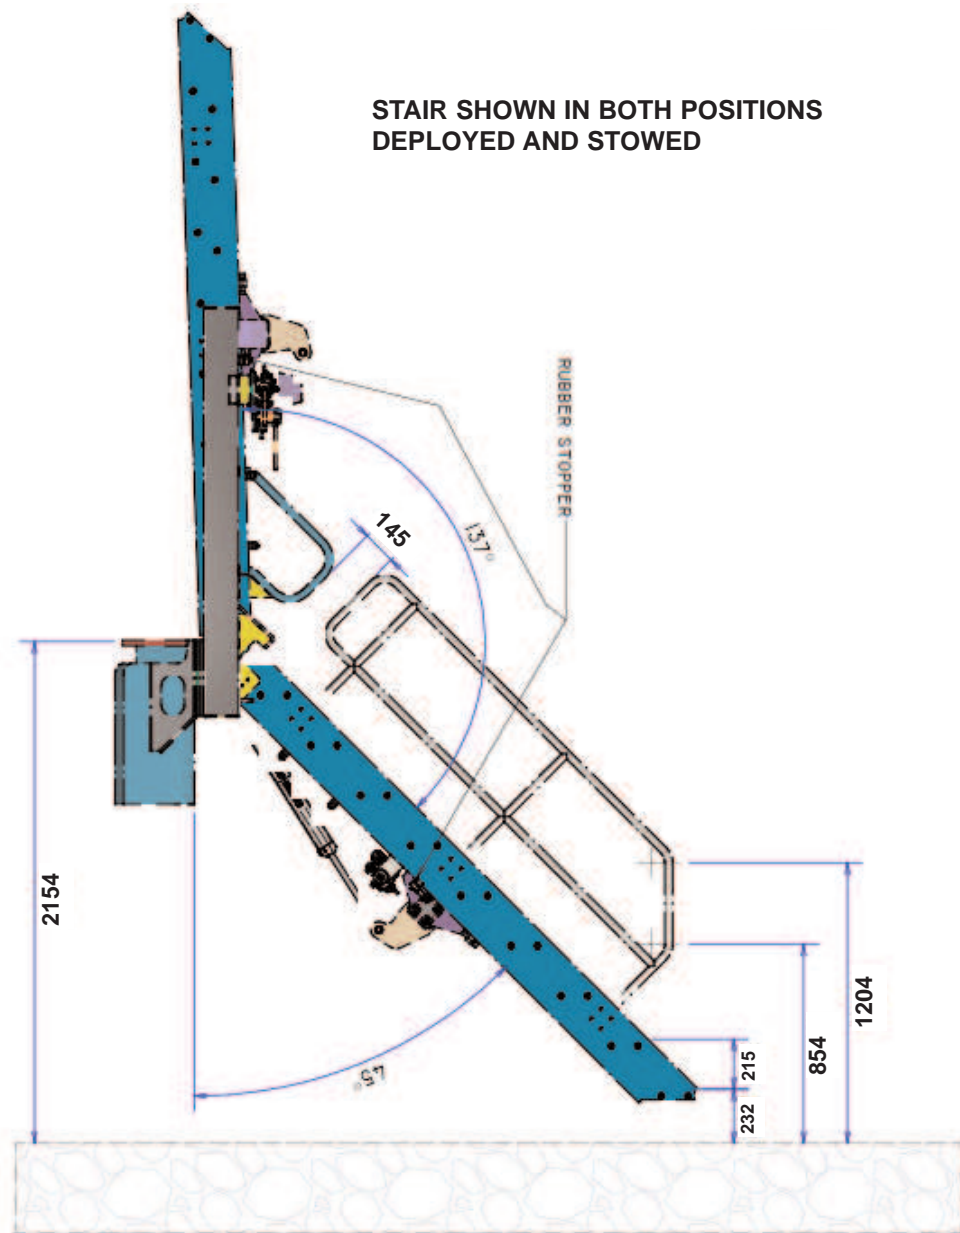 STAIR SHOWN IN BOTH POSITIONS
DEPLOYED AND STOWED
RUBBER STOPPER
145
137°
2154
1204
854
215
232
45°